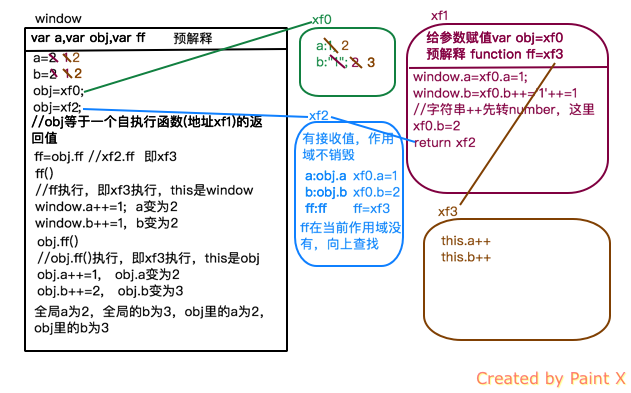 window
var a,var obj,var ff 预解释
a=2 1 2
b=2 1 2
obj=xf0;
obj=xf2;
//obj等于一个自执行函数(地址xf1)的返
回值
ff=obj.ff //xf2.ff 即xf3
ff()
//ff执行，即xf3执行，this是window
window.a++=1; a变为2
window.b++=1，b变为2
obj.ff()
//obj.ff()执行，即xf3执行，this是obj
obj.a++=1， obj.a变为2
obj.b++=2，obj.b变为3
全局a为2，全局的b为3，obj里的a为2，
obj里的b为3
xf0
a:1, 2
b:"1"; 2 3
xf2
有接收值，作用
域不销毁
a:obj.a xf0.a=1
b:obj.b xf0.b=2
ff:ff ff=xf3
ff在当前作用域没
有，向上查找
xf1
给参数赋值var obj=xf0
预解释 function ff=xf3
window.a=xf0.a=1;
window.b=xf0.b++='1'++=1
//字符串++先转number，这里
xf0.b=2
return xf2
xf3
this.a++
this.b++
Created by Paint X